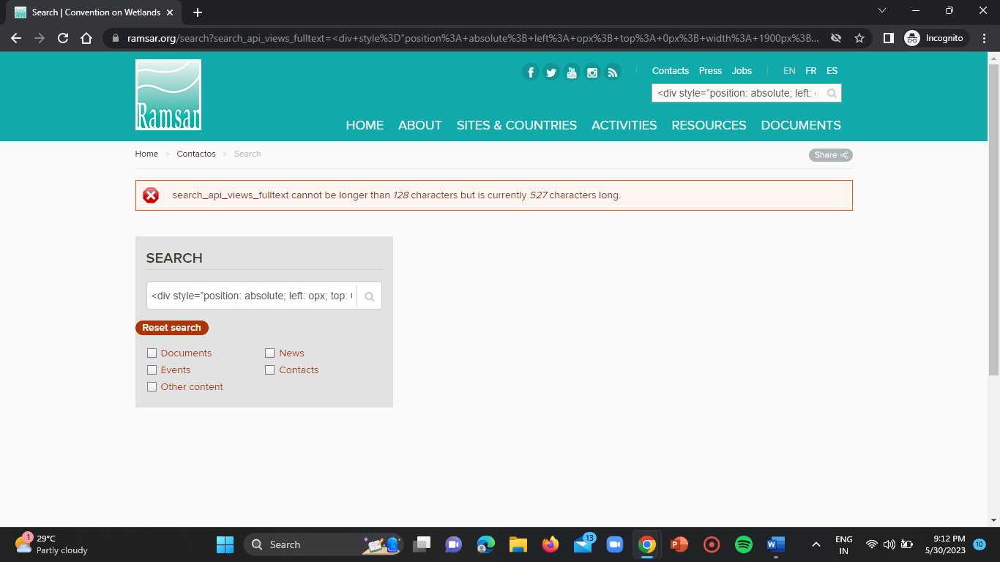 Search | Convention on Wetlands
ramsar.org/search?search_api_views_fulltext=<div+style%3D”position%3A+absolute%3B+left%3A+opx%3B+top%3A+0px%3B+width%3A+1900px%3B...
Incognito
Ramsar
You Tube
Contacts Press Jobs EN FR ES
<div style=”position: absolute; left: o
HOME ABOUT SITES & COUNTRIES ACTIVITIES RESOURCES DOCUMENTS
Home > Contactos > Search
Share
search_api_views_fulltext cannot be longer than 128 characters but is currently 527 characters long.
SEARCH
<div style=”position: absolute; left: opx; top: 0
Reset search
Documents News
Events Contacts
Other content
1
29°C
Partly cloudy
Search
13
ENG
IN
9:12 PM
5/30/2023
10